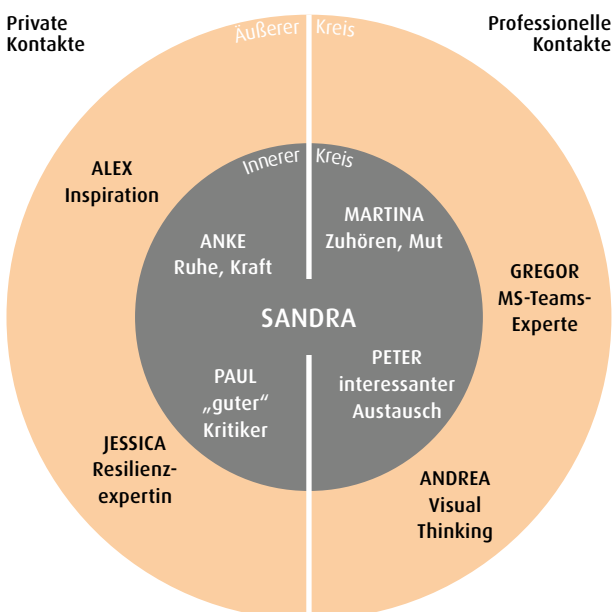 Private
Kontakte
Professionelle
Kontakte
Äußerer Kreis
Innerer Kreis
ALEX
Inspiration
ANKE
Ruhe, Kraft
MARTINA
Zuhören, Mut
GREGOR
MS-Teams-
Experte
SANDRA
PAUL
„guter“
Kritiker
PETER
interessanter
Austausch
JESSICA
Resilienz-
expertin
ANDREA
Visual
Thinking